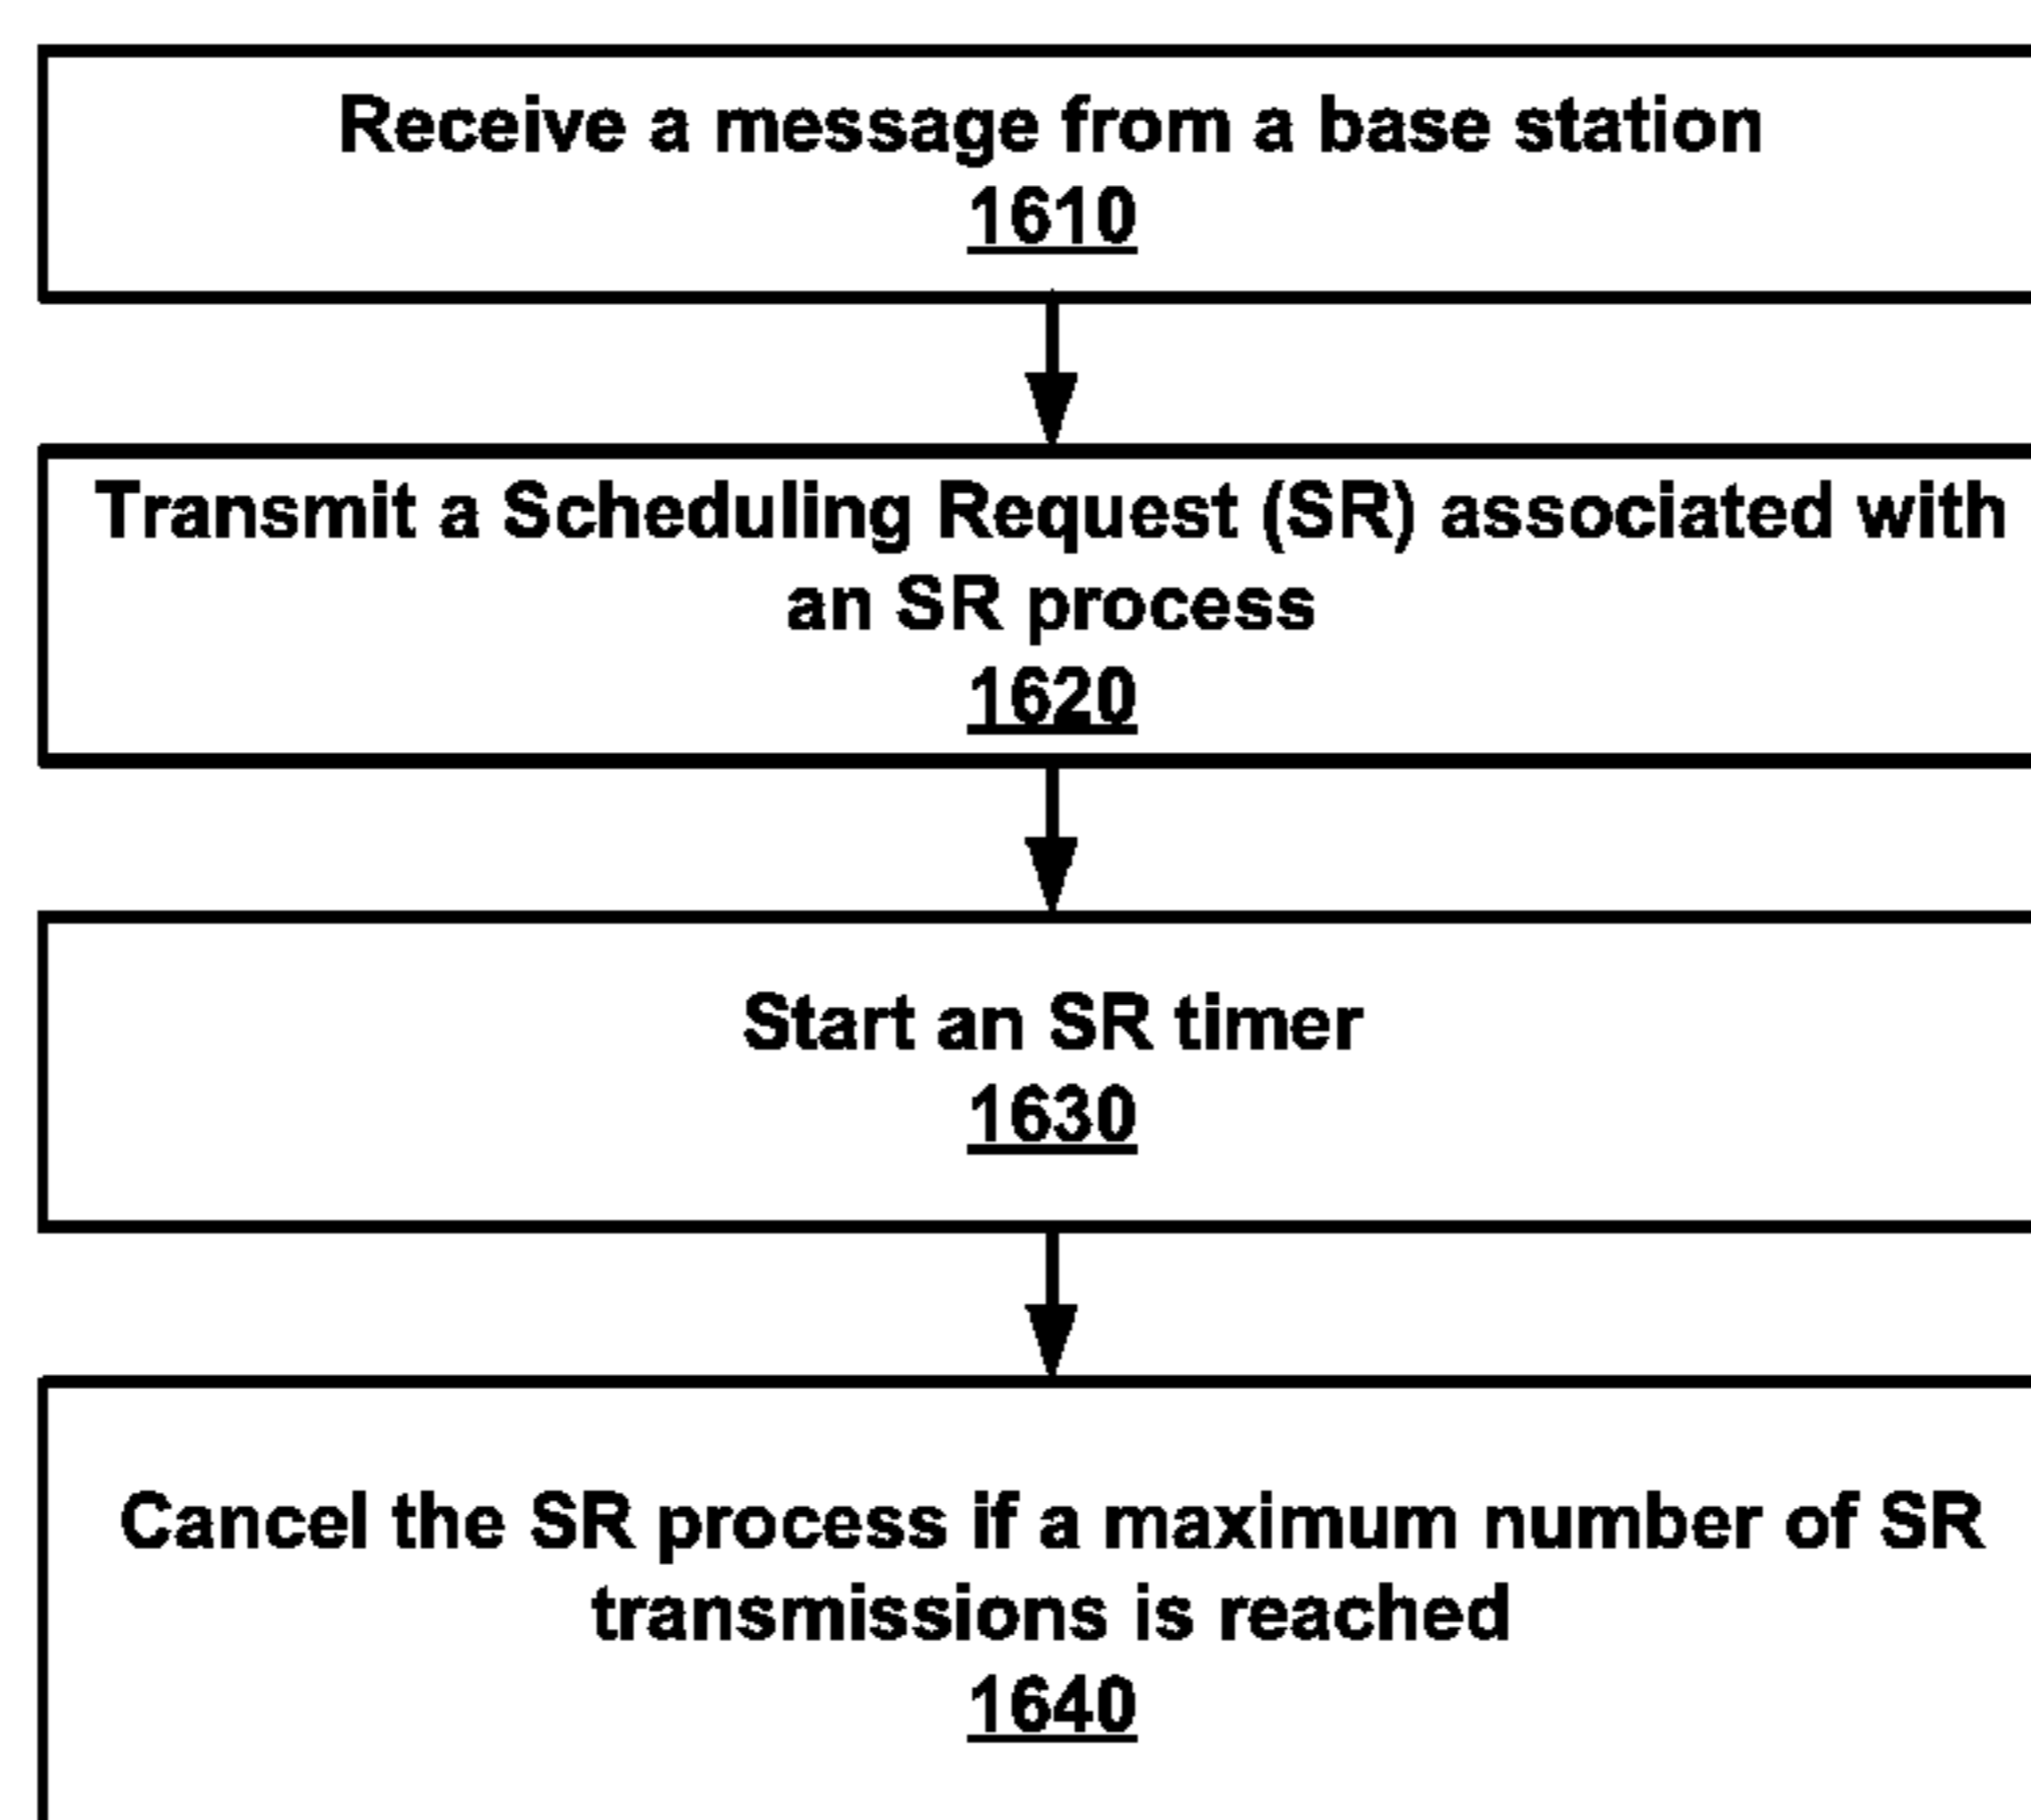 Receive a message from a base station
1610
Transmit a Scheduling Request (SR) associated with
an SR process
1620
Start an SR timer
1630
Cancel the SR process if a maximum number of SR
transmissions is reached
1640